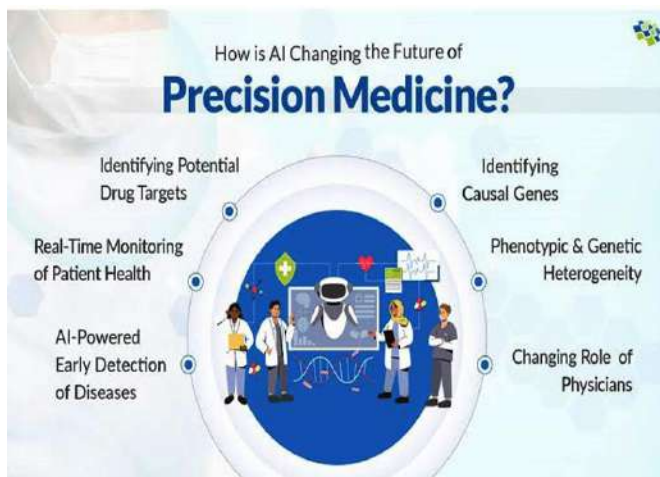 How is AI Changing the Future of
Precision Medicine?
Identifying Potential
Drug Targets
Real-Time Monitoring
of Patient Health
AI-Powered
Early Detection
of Diseases
Identifying
Causal Genes
Phenotypic & Genetic
Heterogeneity
Changing Role of
Physicians